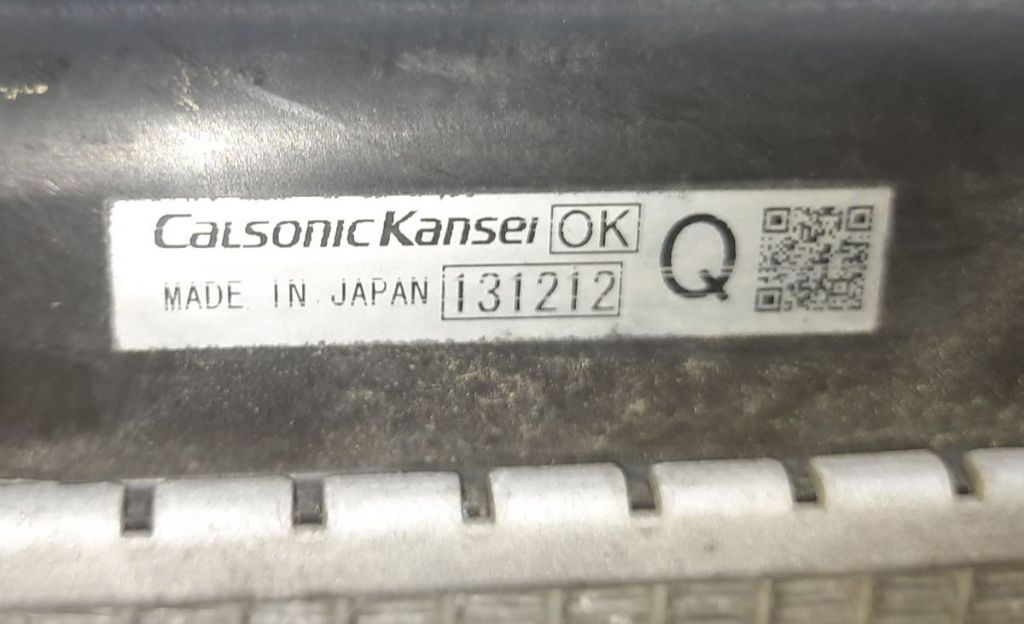 CalsonicKansei OK Q
MADE IN JAPAN 131212